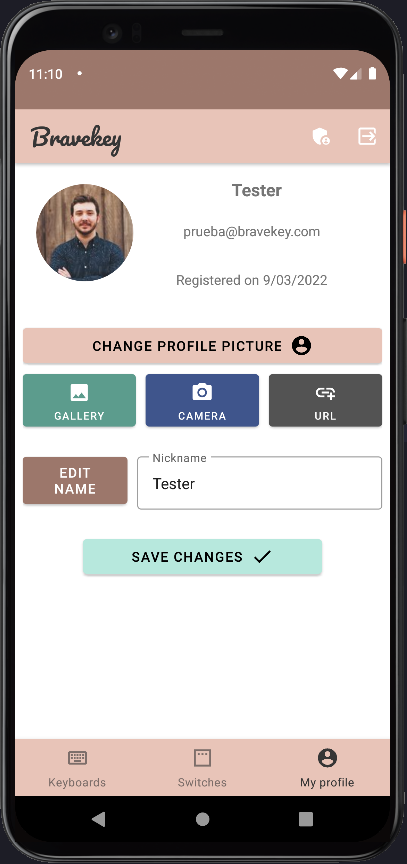 11:10
Bravekey
Tester
prueba@bravekey.com
Registered on 9/03/2022
CHANGE PROFILE PICTURE
GALLERY
CAMERA
URL
EDIT
NAME
Nickname
Tester
SAVE CHANGES
Keyboards
Switches
My profile